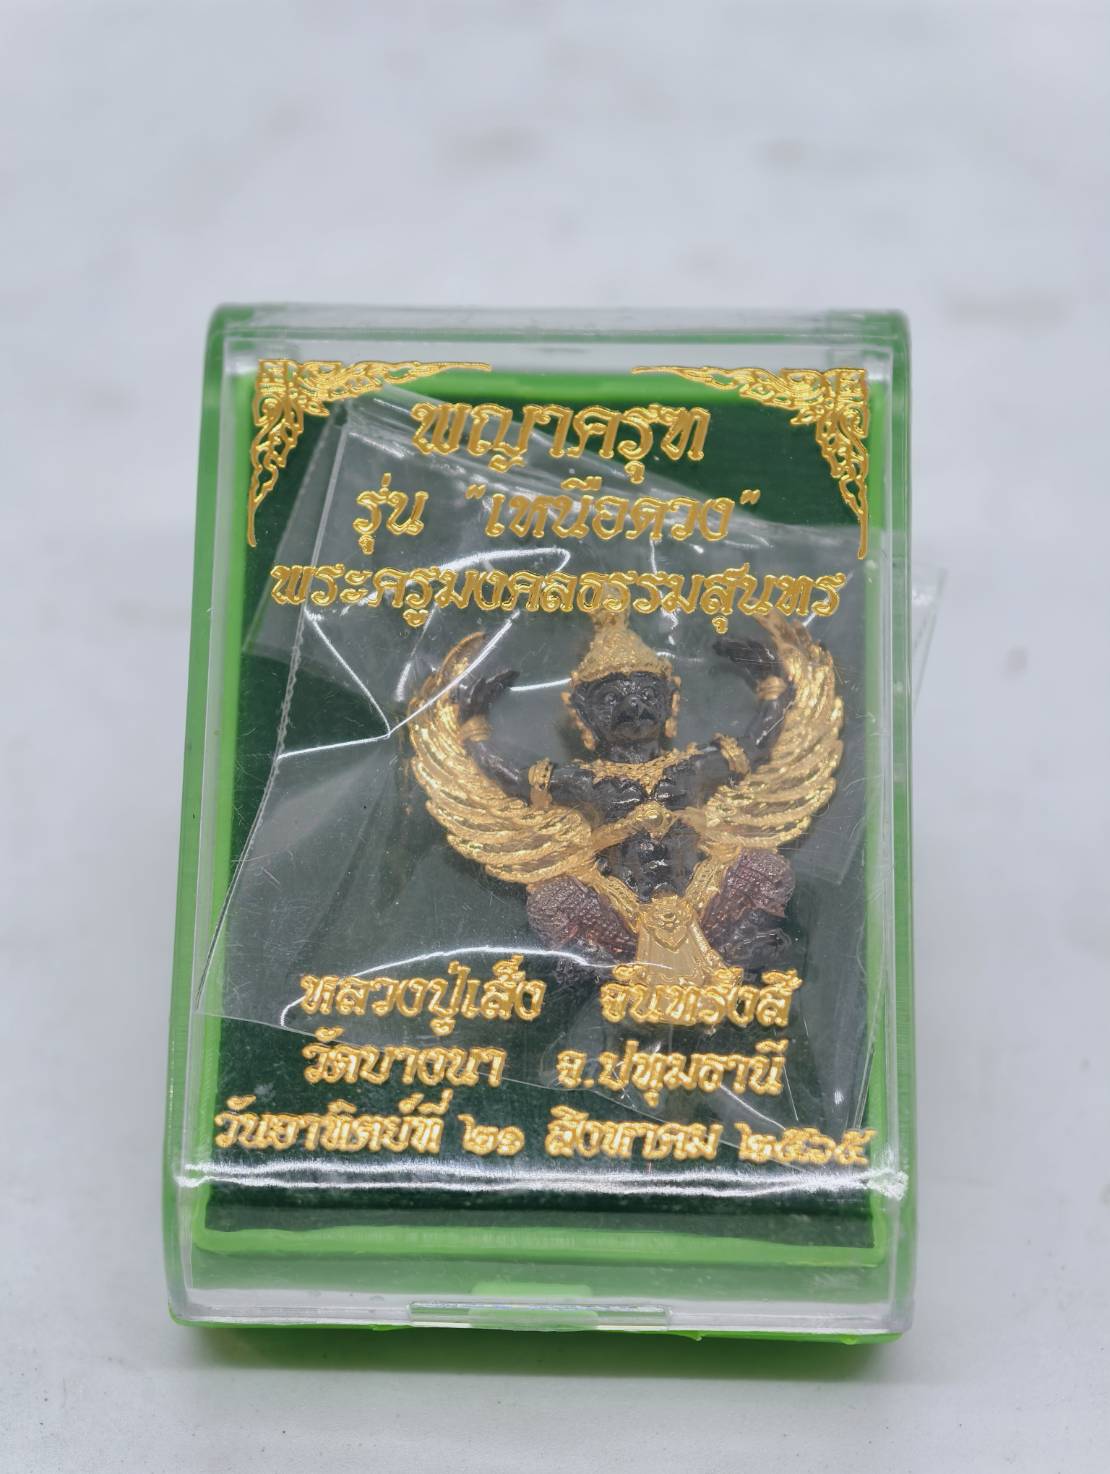 พญาครุฑ
รุ่น "เหนือดวง"
พระครูมงคลธรรมสุนทร
หลวงปู่เส็ง จันทรังสี
วัดบางนา จ.ปทุมธานี
วันอาทิตย์ที่ ๒๑ สิงหาคม ๒๕๖๕